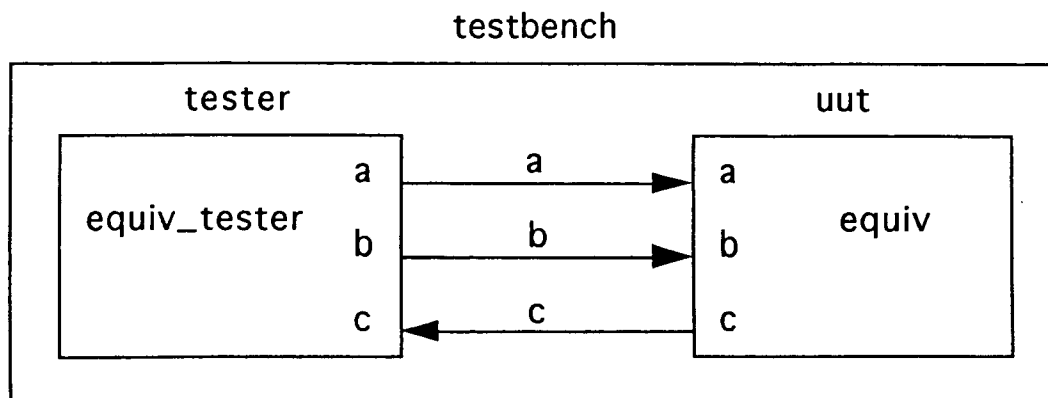 testbench
tester uut
a a a
equiv_tester equiv
b b b
c c c